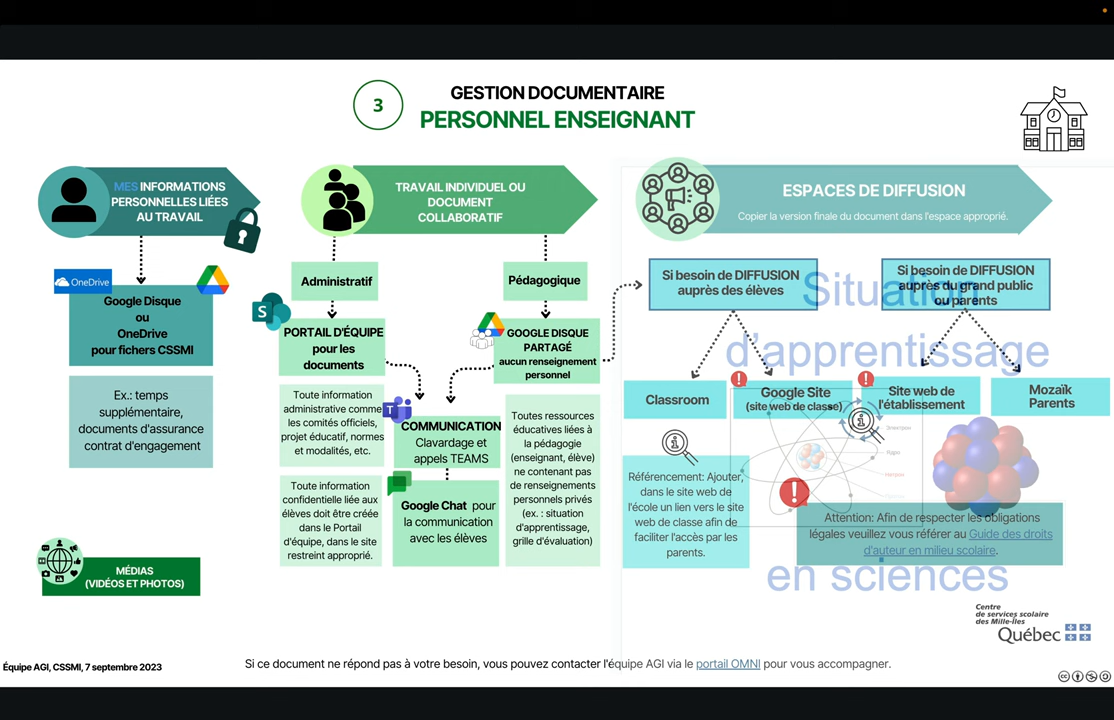 3
GESTION DOCUMENTAIRE
PERSONNEL ENSEIGNANT
MES INFORMATIONS
PERSONNELLES LIÉES
AU TRAVAIL
OneDrive
Google Disque
ou
OneDrive
pour fichers CSSMI
Ex.: temps
supplémentaire,
documents d'assurance
contrat d'engagement
MÉDIAS
(VIDÉOS ET PHOTOS)
TRAVAIL INDIVIDUEL OU
DOCUMENT
COLLABORATIF
Administratif
S
PORTAIL D'ÉQUIPE
pour les
documents
Toute information
administrative comme
les comités officiels,
projet éducatif, normes
et modalités, etc.
Toute information
confidentielle liée aux
élèves doit être créée
dans le Portail
d'équipe, dans le site
restreint approprié.
T
COMMUNICATION
Clavardage et
appels TEAMS
Google Chat pour
la communication
avec les élèves
Pédagogique
GOOGLE DISQUE
PARTAGÉ
aucun renseignement
personnel
Toutes ressources
éducatives liées à
la pédagogie
(enseignant, élève)
ne contenant pas
de renseignements
personnels privés
(ex. : situation
d'apprentissage,
grille d'évaluation)
ESPACES DE DIFFUSION
Copier la version finale du document dans l'espace approprié.
Si besoin de DIFFUSION
auprès des élèves
Si besoin de DIFFUSION
auprès du grand public
ou parents
Situation
d'apprentissage
en sciences
Classroom
Google Site
(site web de classe)
Site web de
l'établissement
Mozaïk
Parents
Электрон
Ядро
Référencement: Ajouter,
dans le site web de
l'école un lien vers le site
web de classe afin de
faciliter l'accès par les
parents.
Attention: Afin de respecter les obligations
légales veuillez vous référer au Guide des droits
d'auteur en milieu scolaire.
Centre
de services scolaire
des Mille-Îles
Québec
Équipe AGI, CSSMI, 7 septembre 2023
Si ce document ne répond pas à votre besoin, vous pouvez contacter l'équipe AGI via le portail OMNI pour vous accompagner.